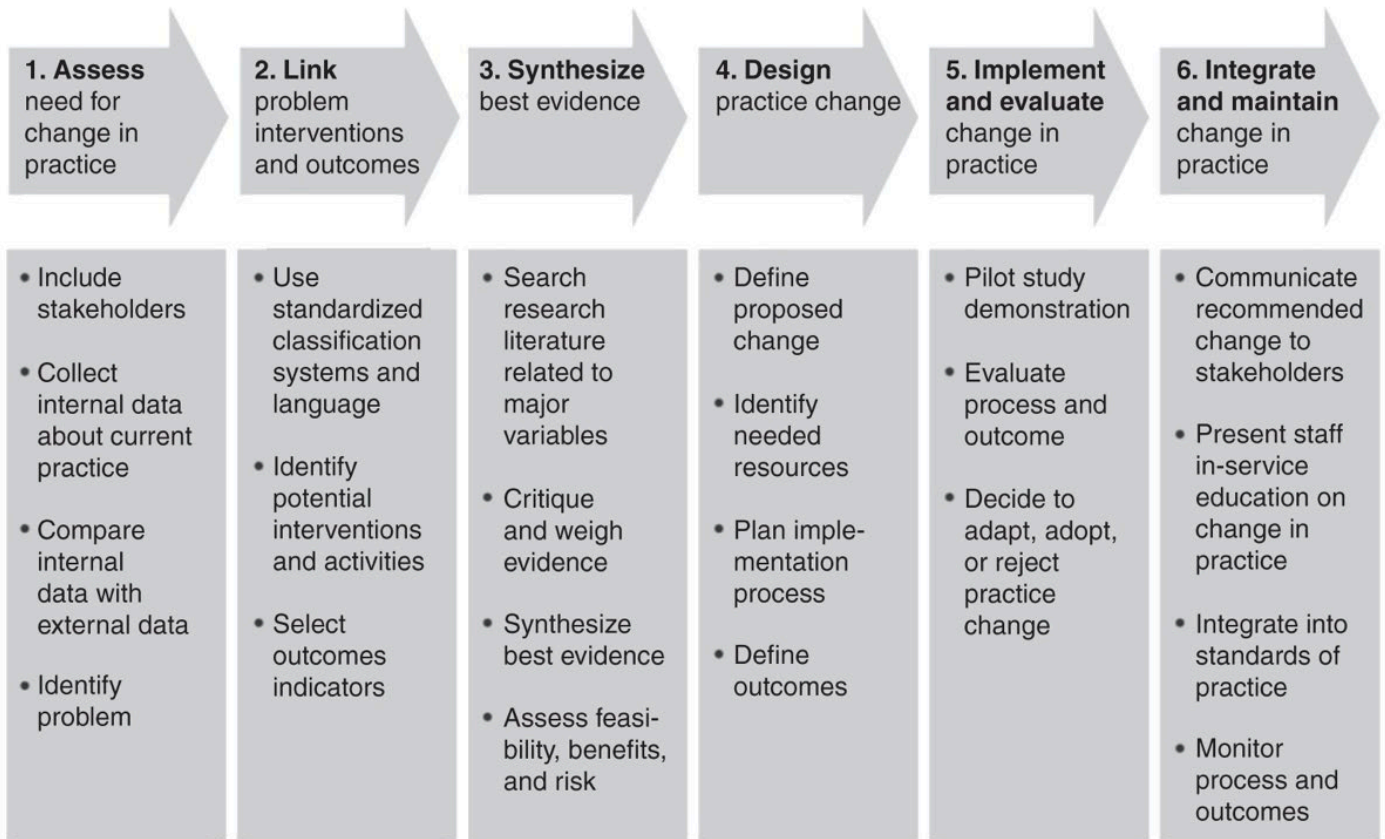 1. Assess
need for
change in
practice
2. Link
problem
interventions
and outcomes
3. Synthesize
best evidence
4. Design
practice change
5. Implement
and evaluate
change in
practice
6. Integrate
and maintain
change in
practice
• Include
stakeholders
• Collect
internal data
about current
practice
• Compare
internal
data with
external data
• Identify
problem
• Use
standardized
classification
systems and
language
• Identify
potential
interventions
and activities
• Select
outcomes
indicators
• Search
research
literature
related to
major
variables
• Critique
and weigh
evidence
• Synthesize
best evidence
• Assess feasi-
bility, benefits,
and risk
• Define
proposed
change
• Identify
needed
resources
• Plan imple-
mentation
process
• Define
outcomes
• Pilot study
demonstration
• Evaluate
process and
outcome
• Decide to
adapt, adopt,
or reject
practice
change
• Communicate
recommended
change to
stakeholders
• Present staff
in-service
education on
change in
practice
• Integrate into
standards of
practice
• Monitor
process and
outcomes